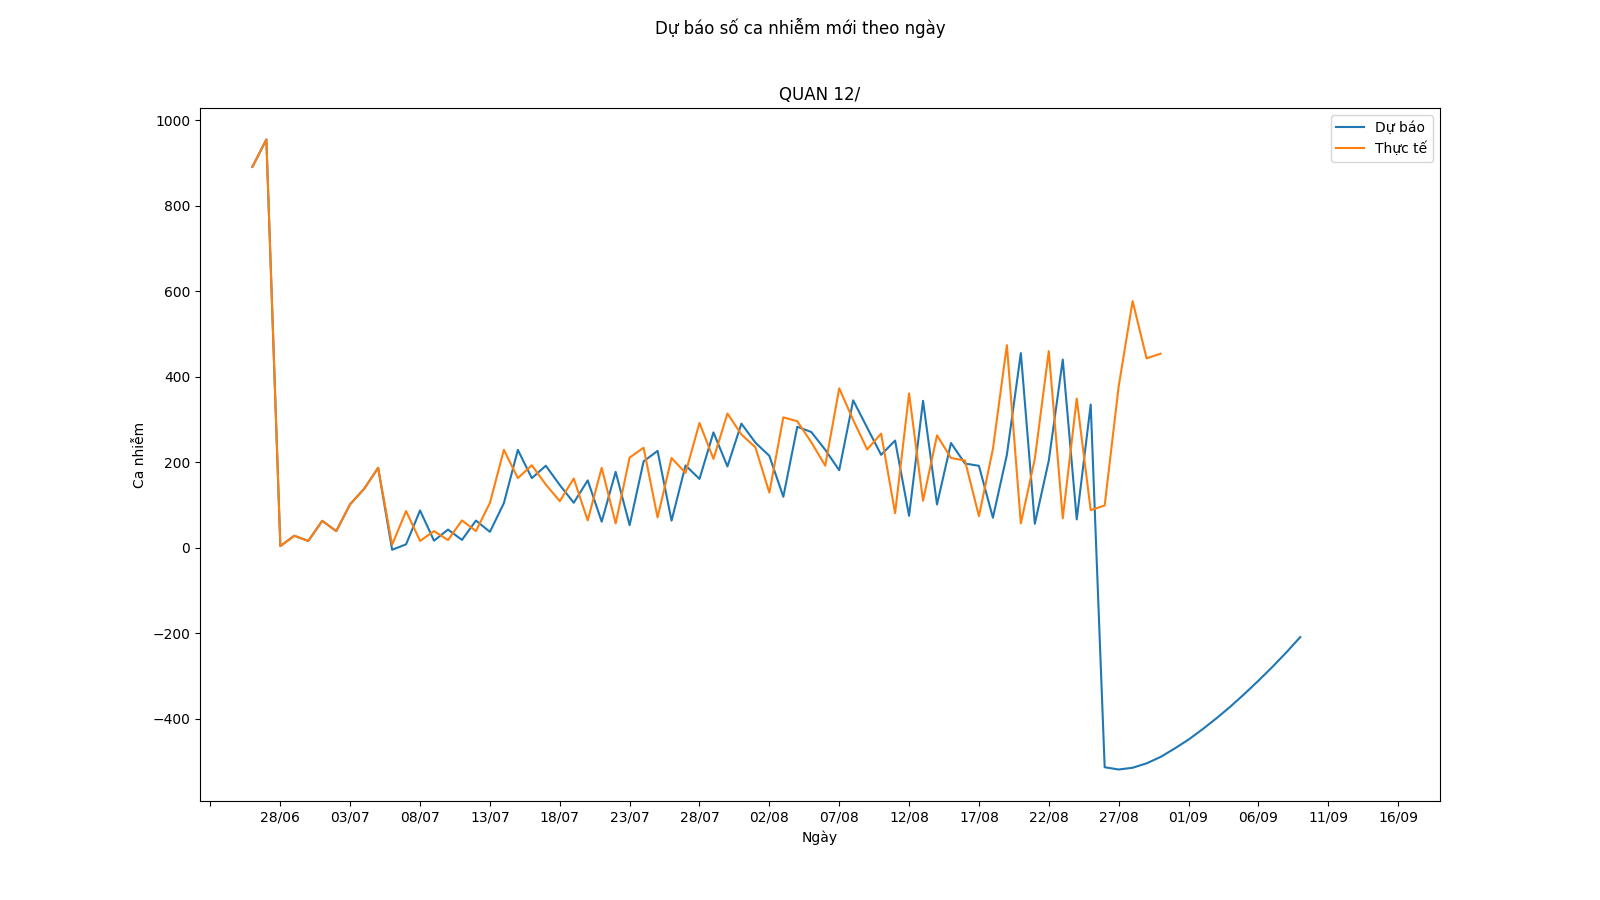 Dự báo số ca nhiễm mới theo ngày
QUAN 12/
Dự báo
Thực tế
1000
800
600
400
200
0
−200
−400
Ca nhiễm
28/06 03/07 08/07 13/07 18/07 23/07 28/07 02/08 07/08 12/08 17/08 22/08 27/08 01/09 06/09 11/09 16/09
Ngày